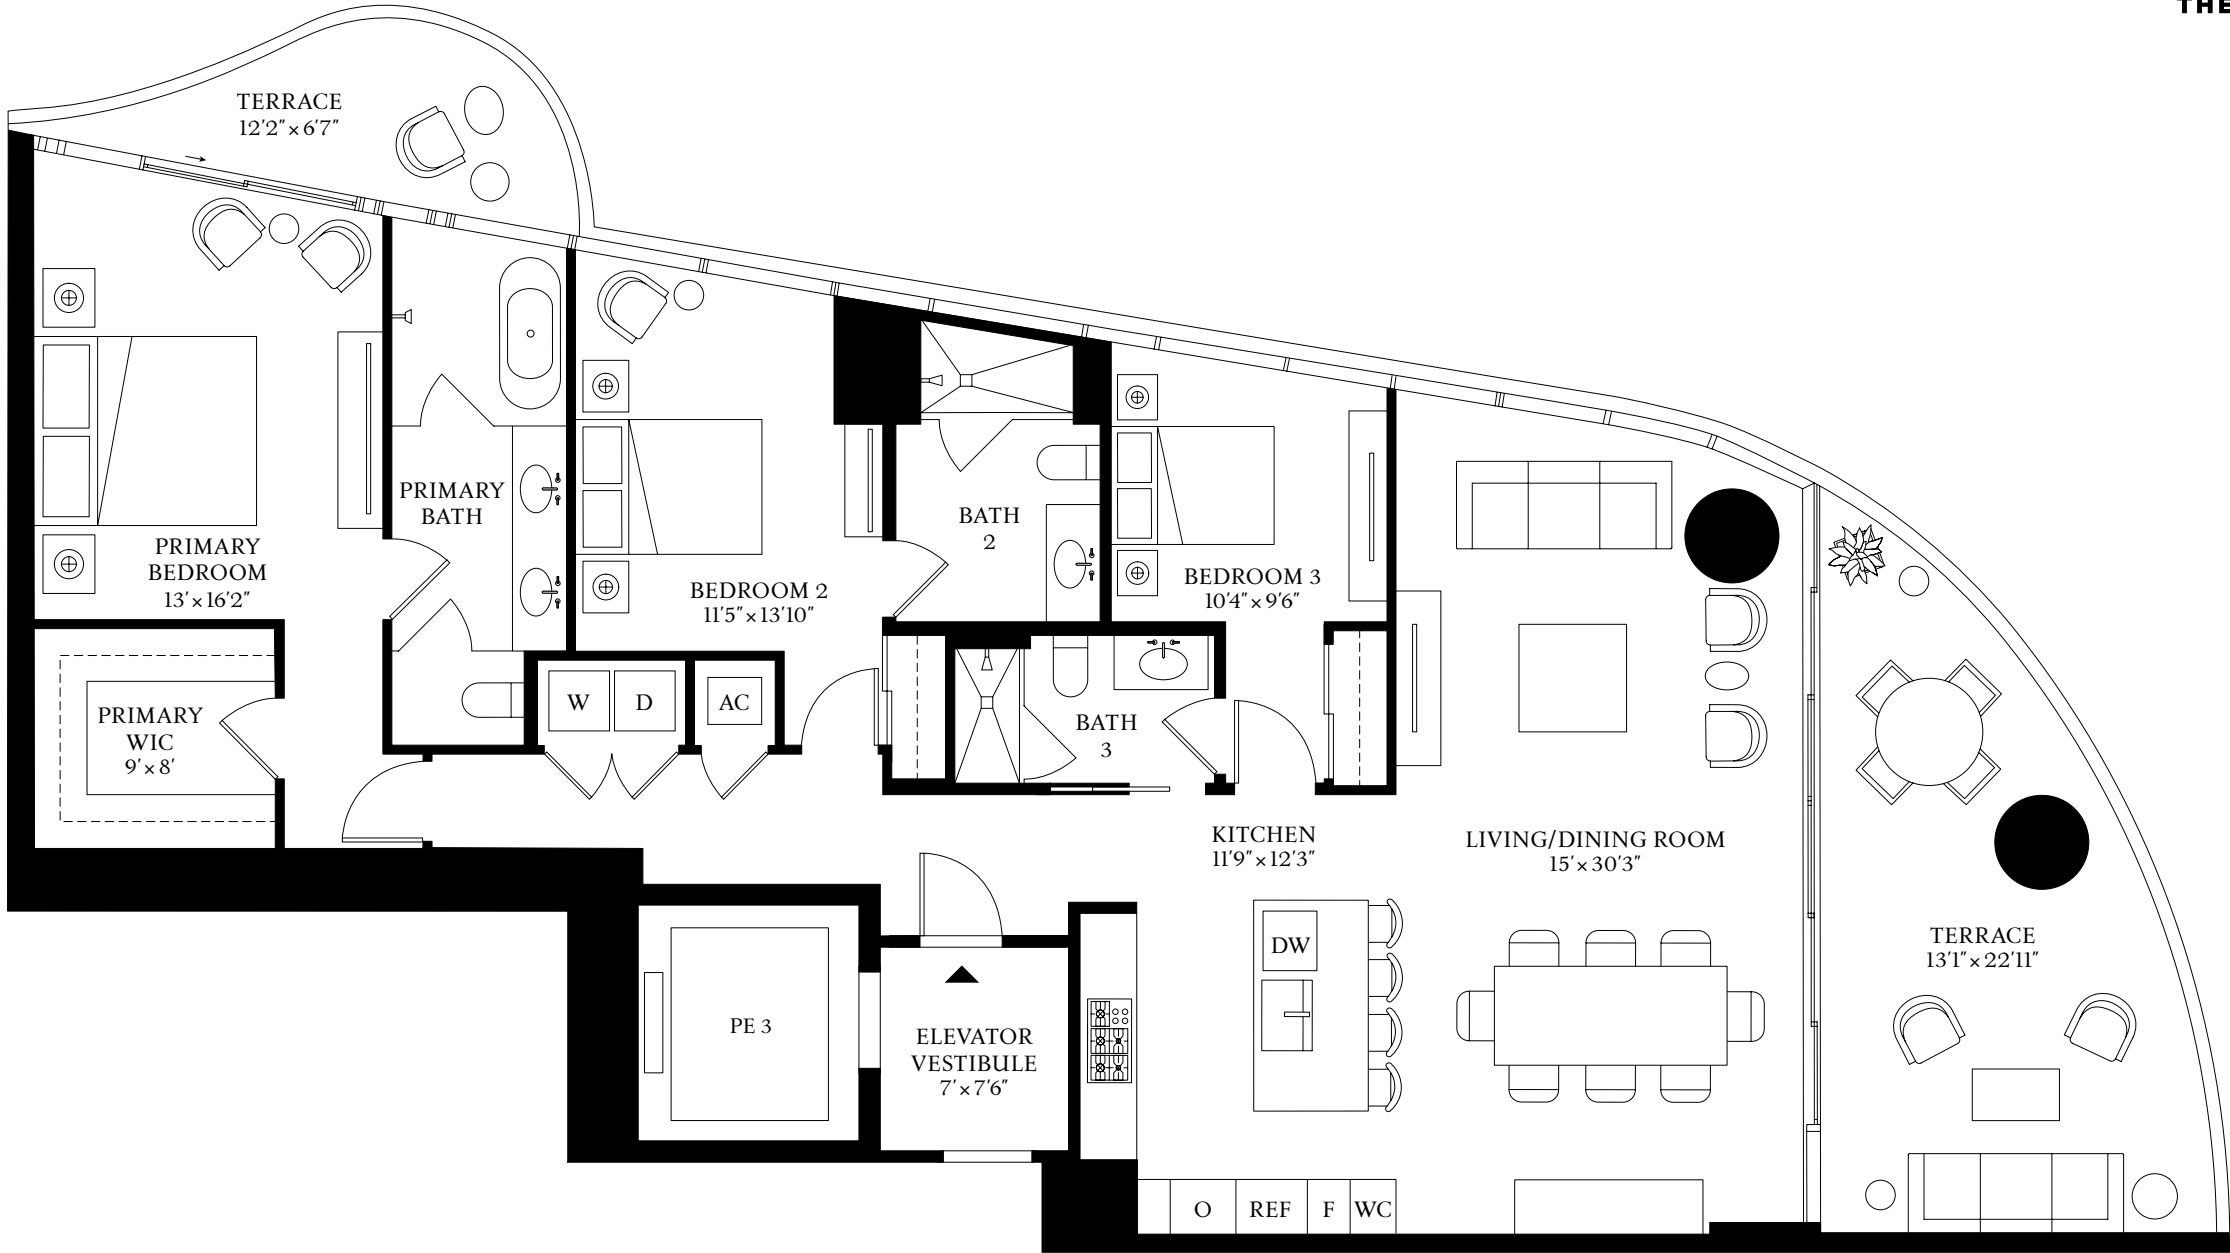 THE
TERRACE
12'2" × 6'7"
PRIMARY
BEDROOM
13' × 16'2"
PRIMARY
BATH
BEDROOM 2
11'5" × 13'10"
BATH
2
BEDROOM 3
10'4" × 9'6"
PRIMARY
WIC
9' × 8'
W
D
AC
BATH
3
KITCHEN
11'9" × 12'3"
LIVING/DINING ROOM
15' × 30'3"
TERRACE
13'1" × 22'11"
DW
PE 3
ELEVATOR
VESTIBULE
7' × 7'6"
O
REF
F
WC